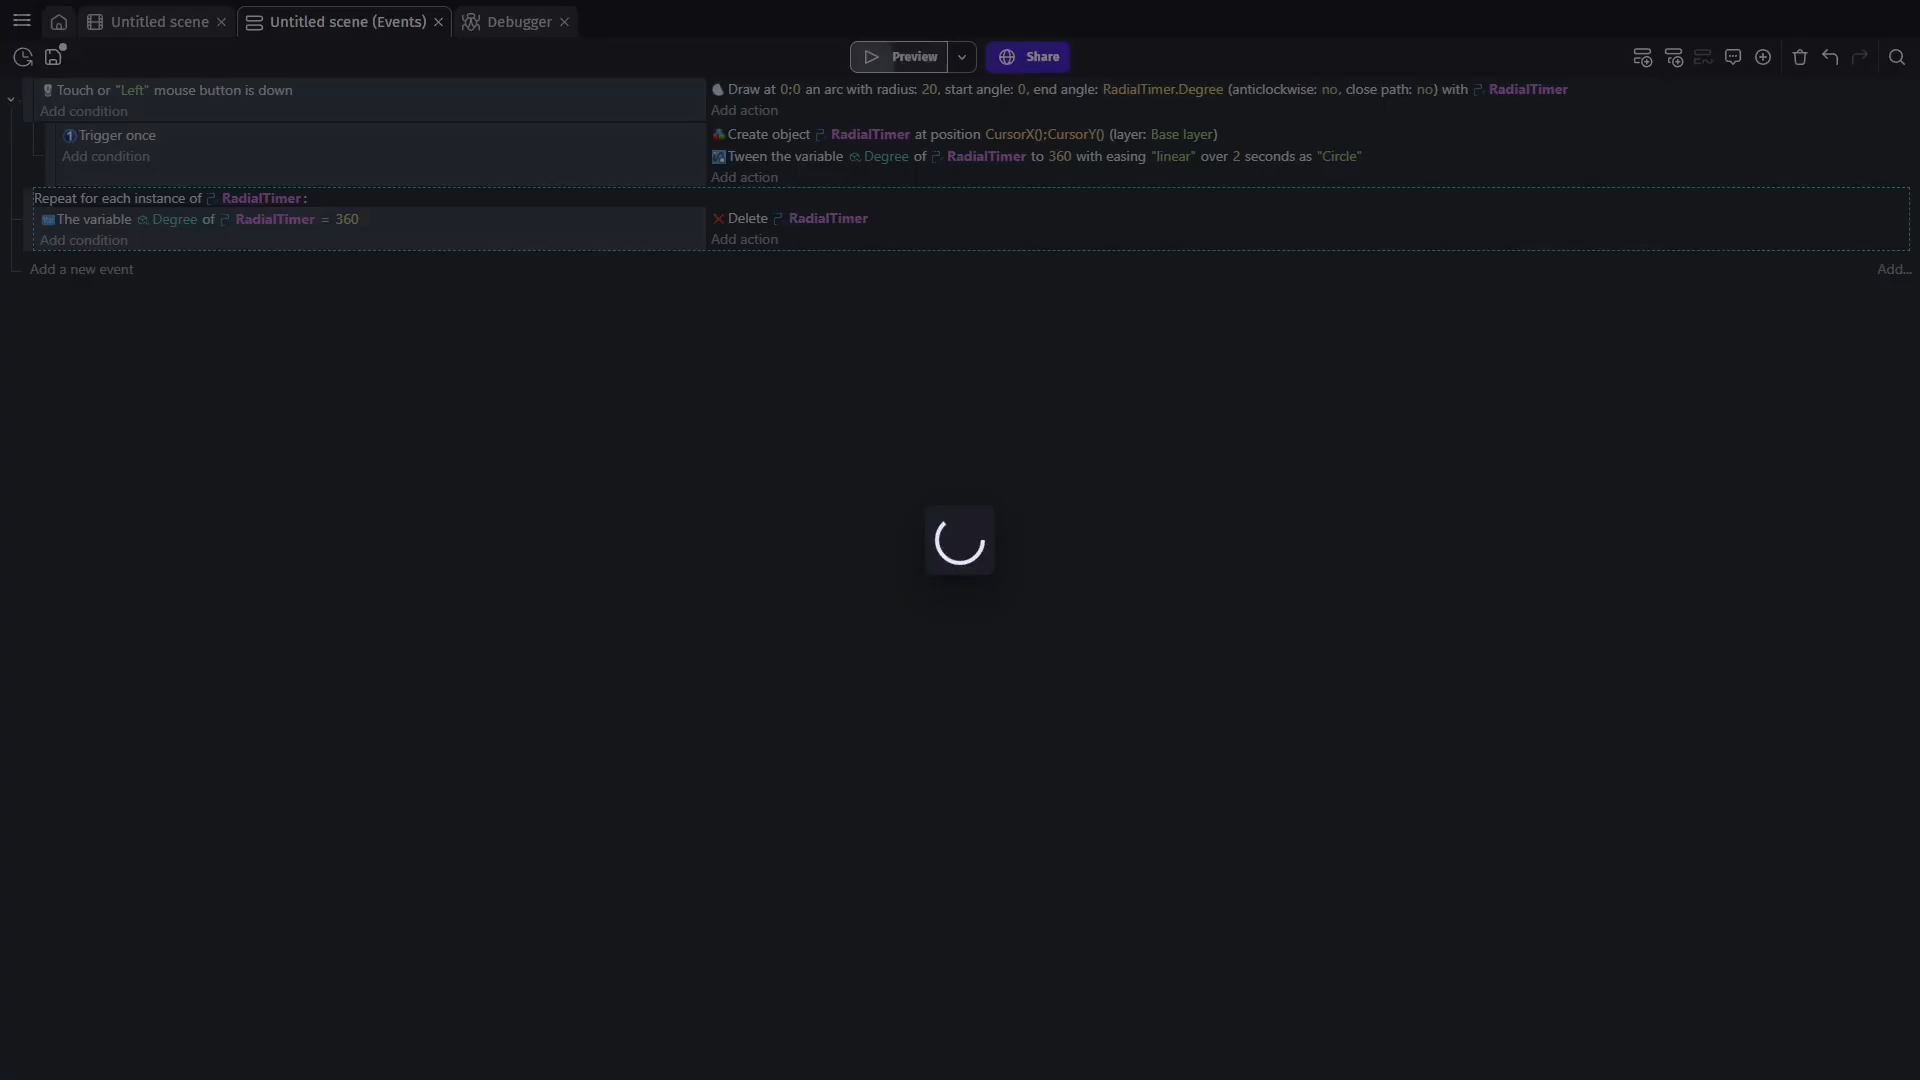 Untitled scene
Untitled scene (Events)
Debugger
Preview
Share
Touch or "Left" mouse button is down
Add condition
Draw at 0;0 an arc with radius: 20, start angle: 0, end angle: RadialTimer.Degree (anticlockwise: no, close path: no) with RadialTimer
Add action
Trigger once
Add condition
Create object RadialTimer at position CursorX();CursorY() (layer: Base layer)
Tween the variable Degree of RadialTimer to 360 with easing "linear" over 2 seconds as "Circle"
Add action
Repeat for each instance of RadialTimer:
The variable Degree of RadialTimer = 360
Add condition
Delete RadialTimer
Add action
Add a new event
Add...